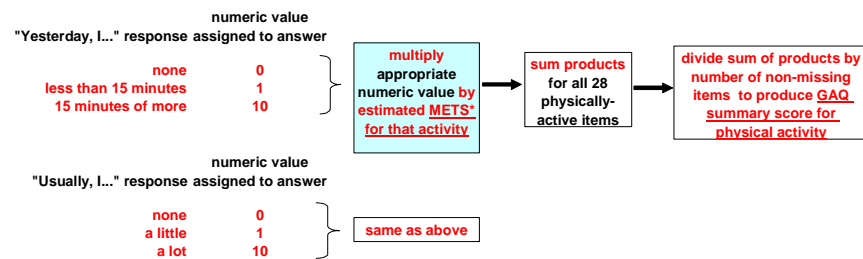 numeric value
"Yesterday, I..." response assigned to answer
none 0
less than 15 minutes 1
15 minutes of more 10
multiply
appropriate
numeric value by
estimated METS*
for that activity
sum products
for all 28
physically-
active items
divide sum of products by
number of non-missing
items to produce GAQ
summary score for
physical activity
numeric value
"Usually, I..." response assigned to answer
none 0
a little 1
a lot 10
same as above